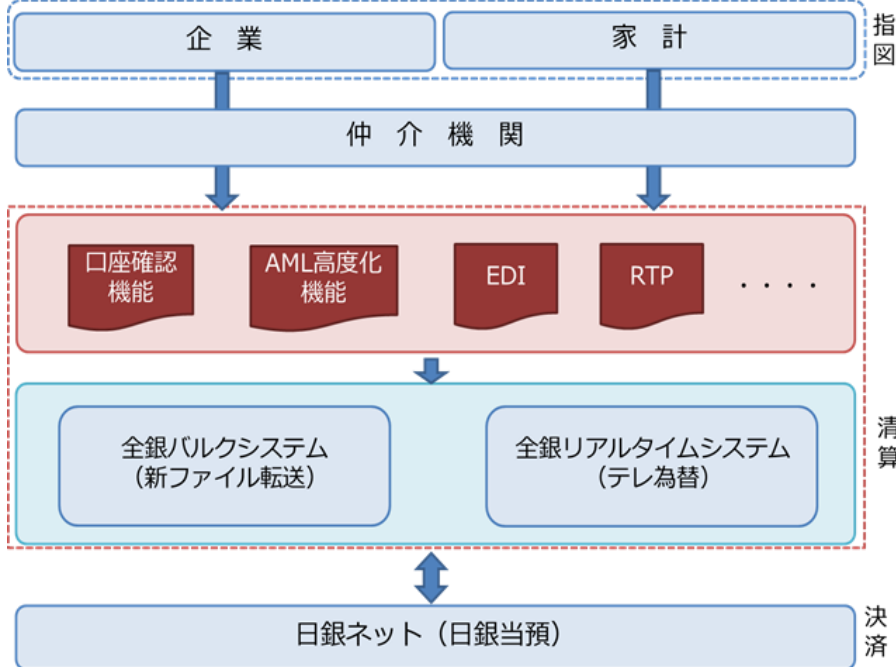 企 業
家 計
指
図
仲 介 機 関
口座確認
機能
AML高度化
機能
EDI
RTP
．．．．
全銀バルクシステム
（新ファイル転送）
全銀リアルタイムシステム
（テレ為替）
清
算
日銀ネット（日銀当預）
決
済